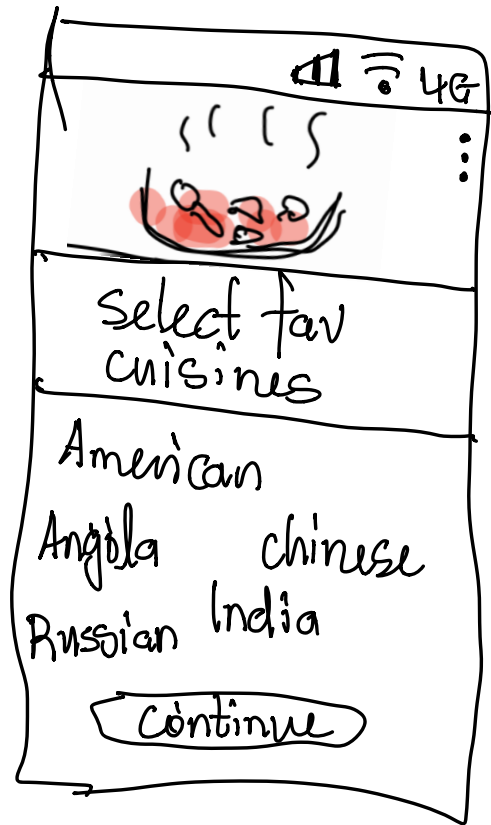 4G
Select fav
cuisines
American
Angola
chinese
Russian
India
Continue